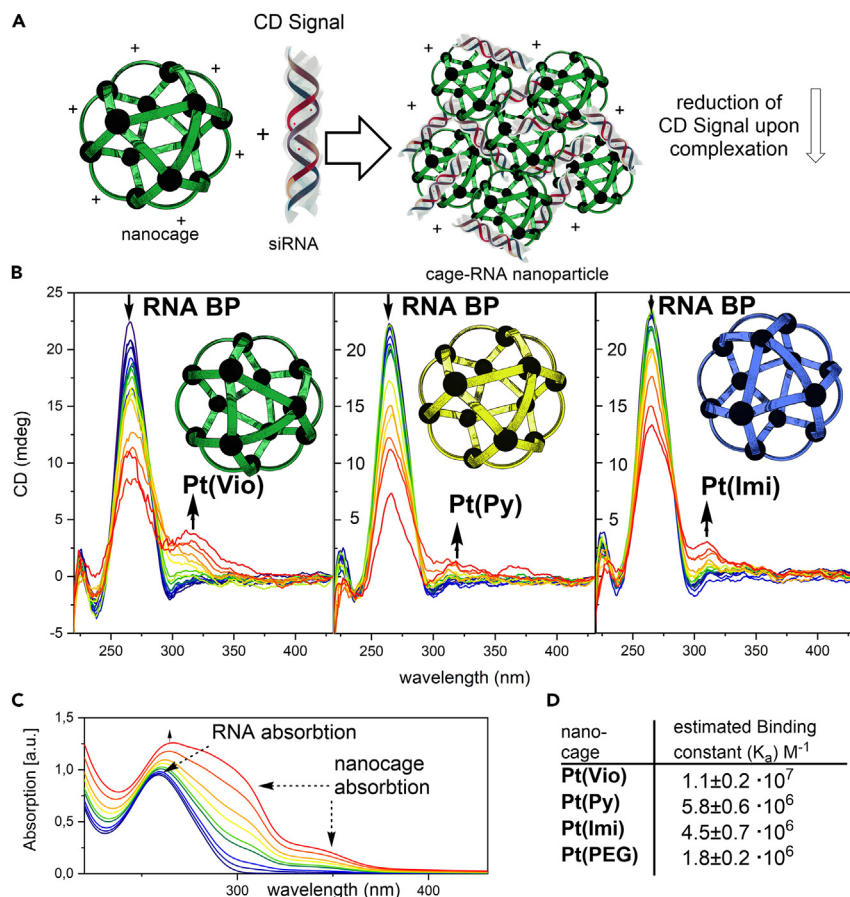 A
CD Signal
+ + + + + + + +
nanocage
+
siRNA
+ + + + + +
cage-RNA nanoparticle
reduction of
CD Signal upon
complexation
B
CD (mdeg)
25
20
15
10
5
0
-5
RNA BP
Pt(Vio)
250 300 350 400
20
15
10
5
RNA BP
Pt(Py)
250 300 350 400
20
15
10
5
RNA BP
Pt(Imi)
250 300 350 400
wavelength (nm)
C
Absorption [a.u.]
1,5
1,0
0,5
0,0
RNA absorbtion
nanocage
absorbtion
300 400
wavelength (nm)
D
nano-
cage
estimated Binding
constant (Kₐ) M⁻¹
Pt(Vio) 1.1±0.2 ·10⁷
Pt(Py) 5.8±0.6 ·10⁶
Pt(Imi) 4.5±0.7 ·10⁶
Pt(PEG) 1.8±0.2 ·10⁶